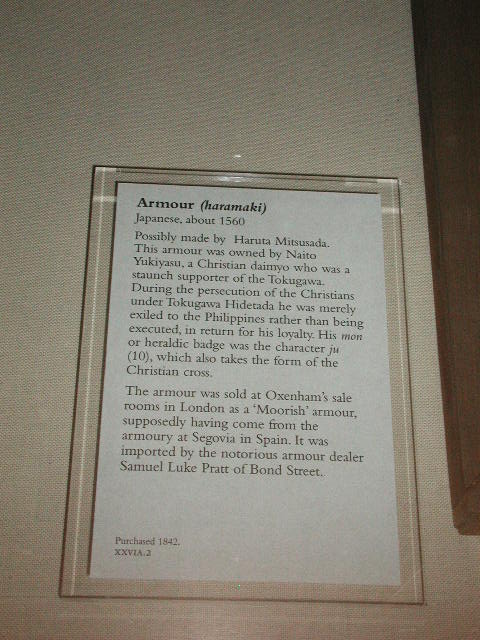 Armour (haramaki)
Japanese, about 1560
Possibly made by Haruta Mitsusada.
This armour was owned by Naito
Yukiyasu, a Christian daimyo who was a
staunch supporter of the Tokugawa.
During the persecution of the Christians
under Tokugawa Hidetada he was merely
exiled to the Philippines rather than being
executed, in return for his loyalty. His mon
or heraldic badge was the character ju
(10), which also takes the form of the
Christian cross.
The armour was sold at Oxenham's sale
rooms in London as a 'Moorish' armour,
supposedly having come from the
armoury at Segovia in Spain. It was
imported by the notorious armour dealer
Samuel Luke Pratt of Bond Street.
Purchased 1842.
XXVIA.2